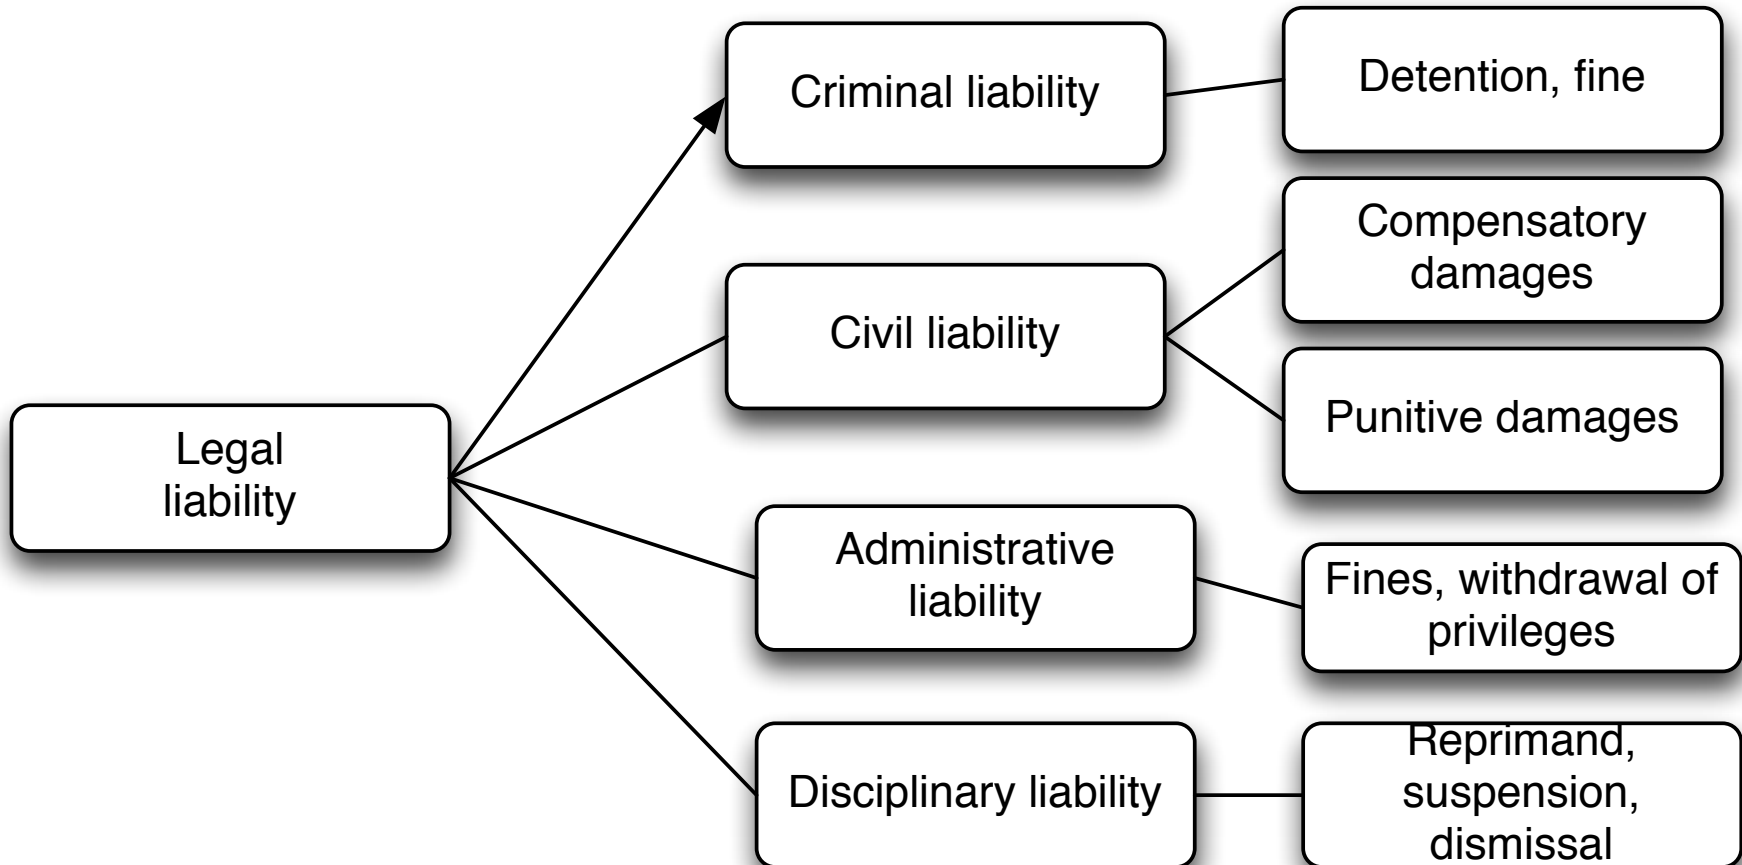 Legal
liability
Criminal liability
Detention, fine
Civil liability
Compensatory
damages
Punitive damages
Administrative
liability
Fines, withdrawal of
privileges
Disciplinary liability
Reprimand,
suspension,
dismissal